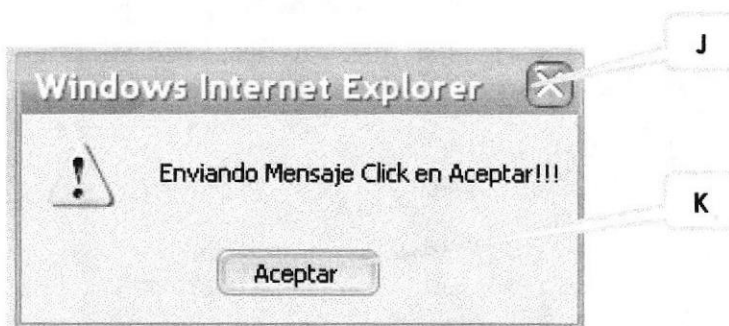 J
Windows Internet Explorer
Enviando Mensaje Click en Aceptar!!!
K
Aceptar